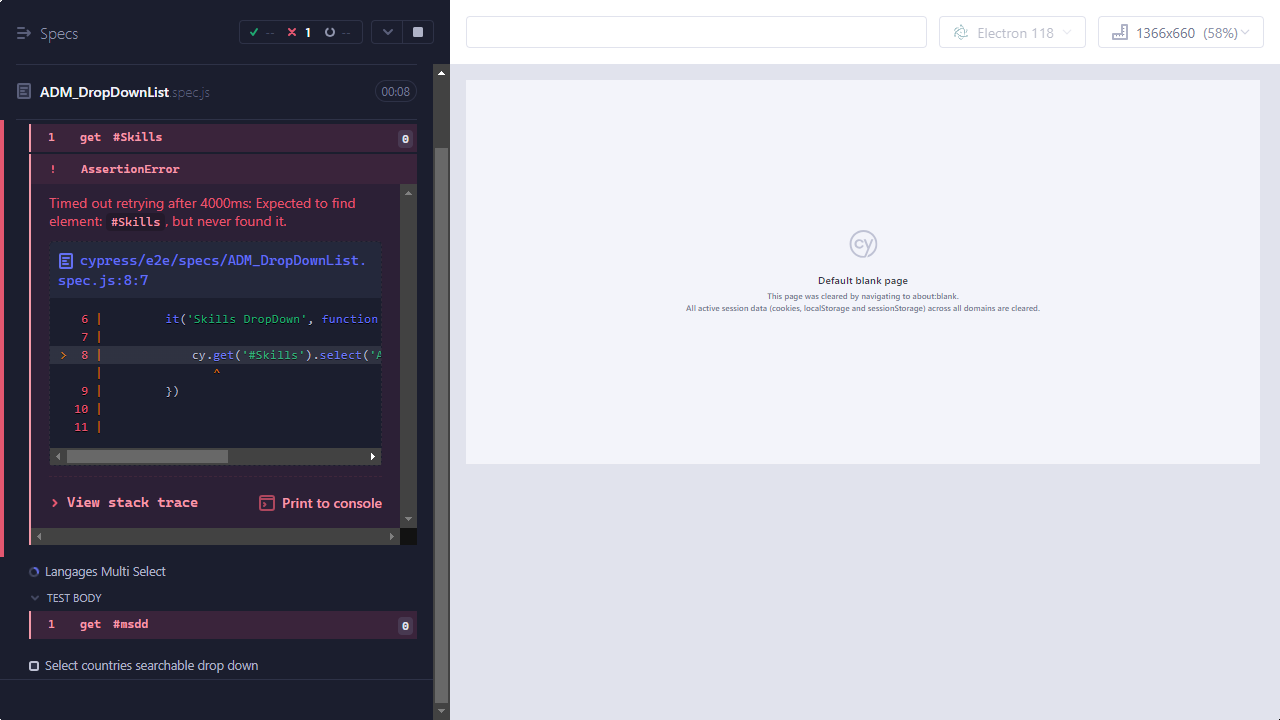 Specs
-- 1 --
Electron 118
1366x660 (58%)
ADM_DropDownList.spec.js
00:08
1 get #Skills 0
! AssertionError
Timed out retrying after 4000ms: Expected to find
element: #Skills, but never found it.
cypress/e2e/specs/ADM_DropDownList.
spec.js:8:7
6 | it('Skills DropDown', function
7 |
> 8 | cy.get('#Skills').select('A
| ^
9 | })
10 |
11 |
View stack trace
Print to console
Langages Multi Select
TEST BODY
1 get #msdd 0
Select countries searchable drop down
cy
Default blank page
This page was cleared by navigating to about:blank.
All active session data (cookies, localStorage and sessionStorage) across all domains are cleared.